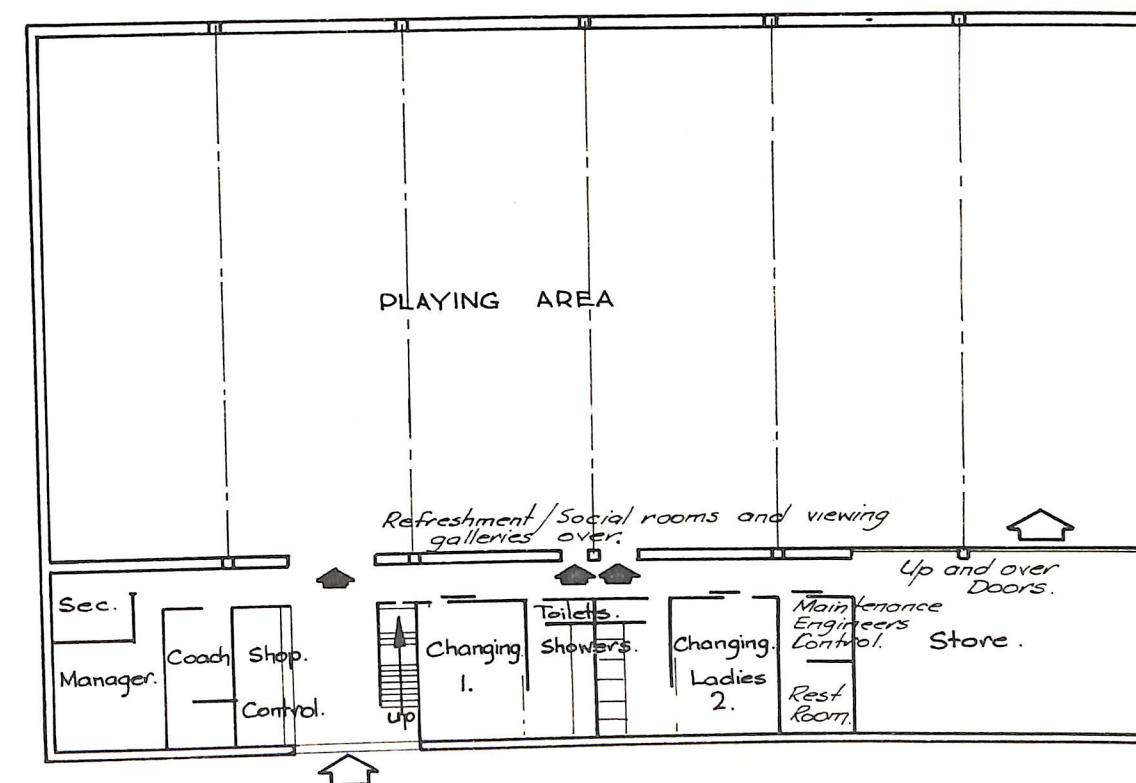 PLAYING AREA
Refreshment/Social rooms and viewing
galleries over.
Up and over
Doors.
Sec.
Manager.
Coach
Shop.
Control.
up
Changing
1.
Toilets.
Showers.
Changing.
Ladies
2.
Maintenance
Engineers
Control.
Rest
Room.
Store.